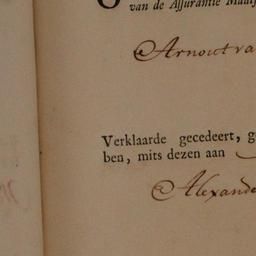 van de Assurantie Maats
Arnout va
Verklaarde gecedeert, g
ben, mits dezen aan
Alexande